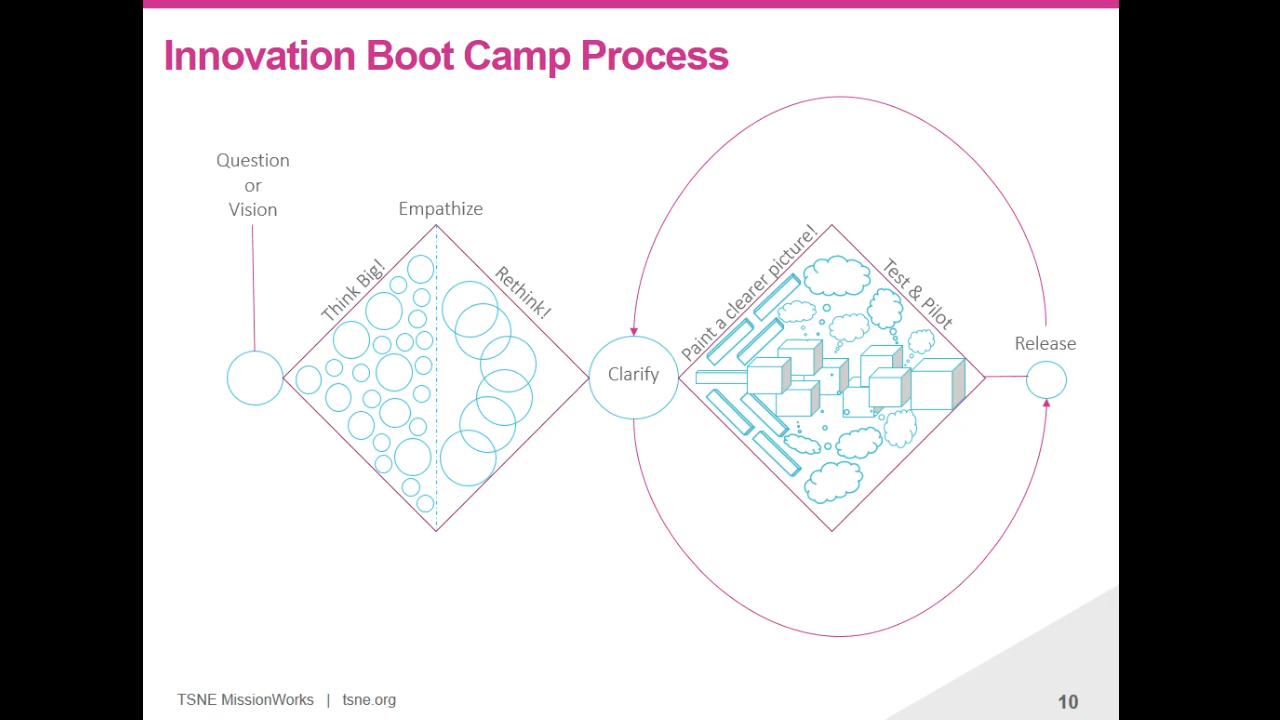 Innovation Boot Camp Process
Question
or
Vision
Empathize
Think Big!
Rethink!
Clarify
Paint a clearer picture!
Test & Pilot
Release
TSNE MissionWorks | tsne.org
10